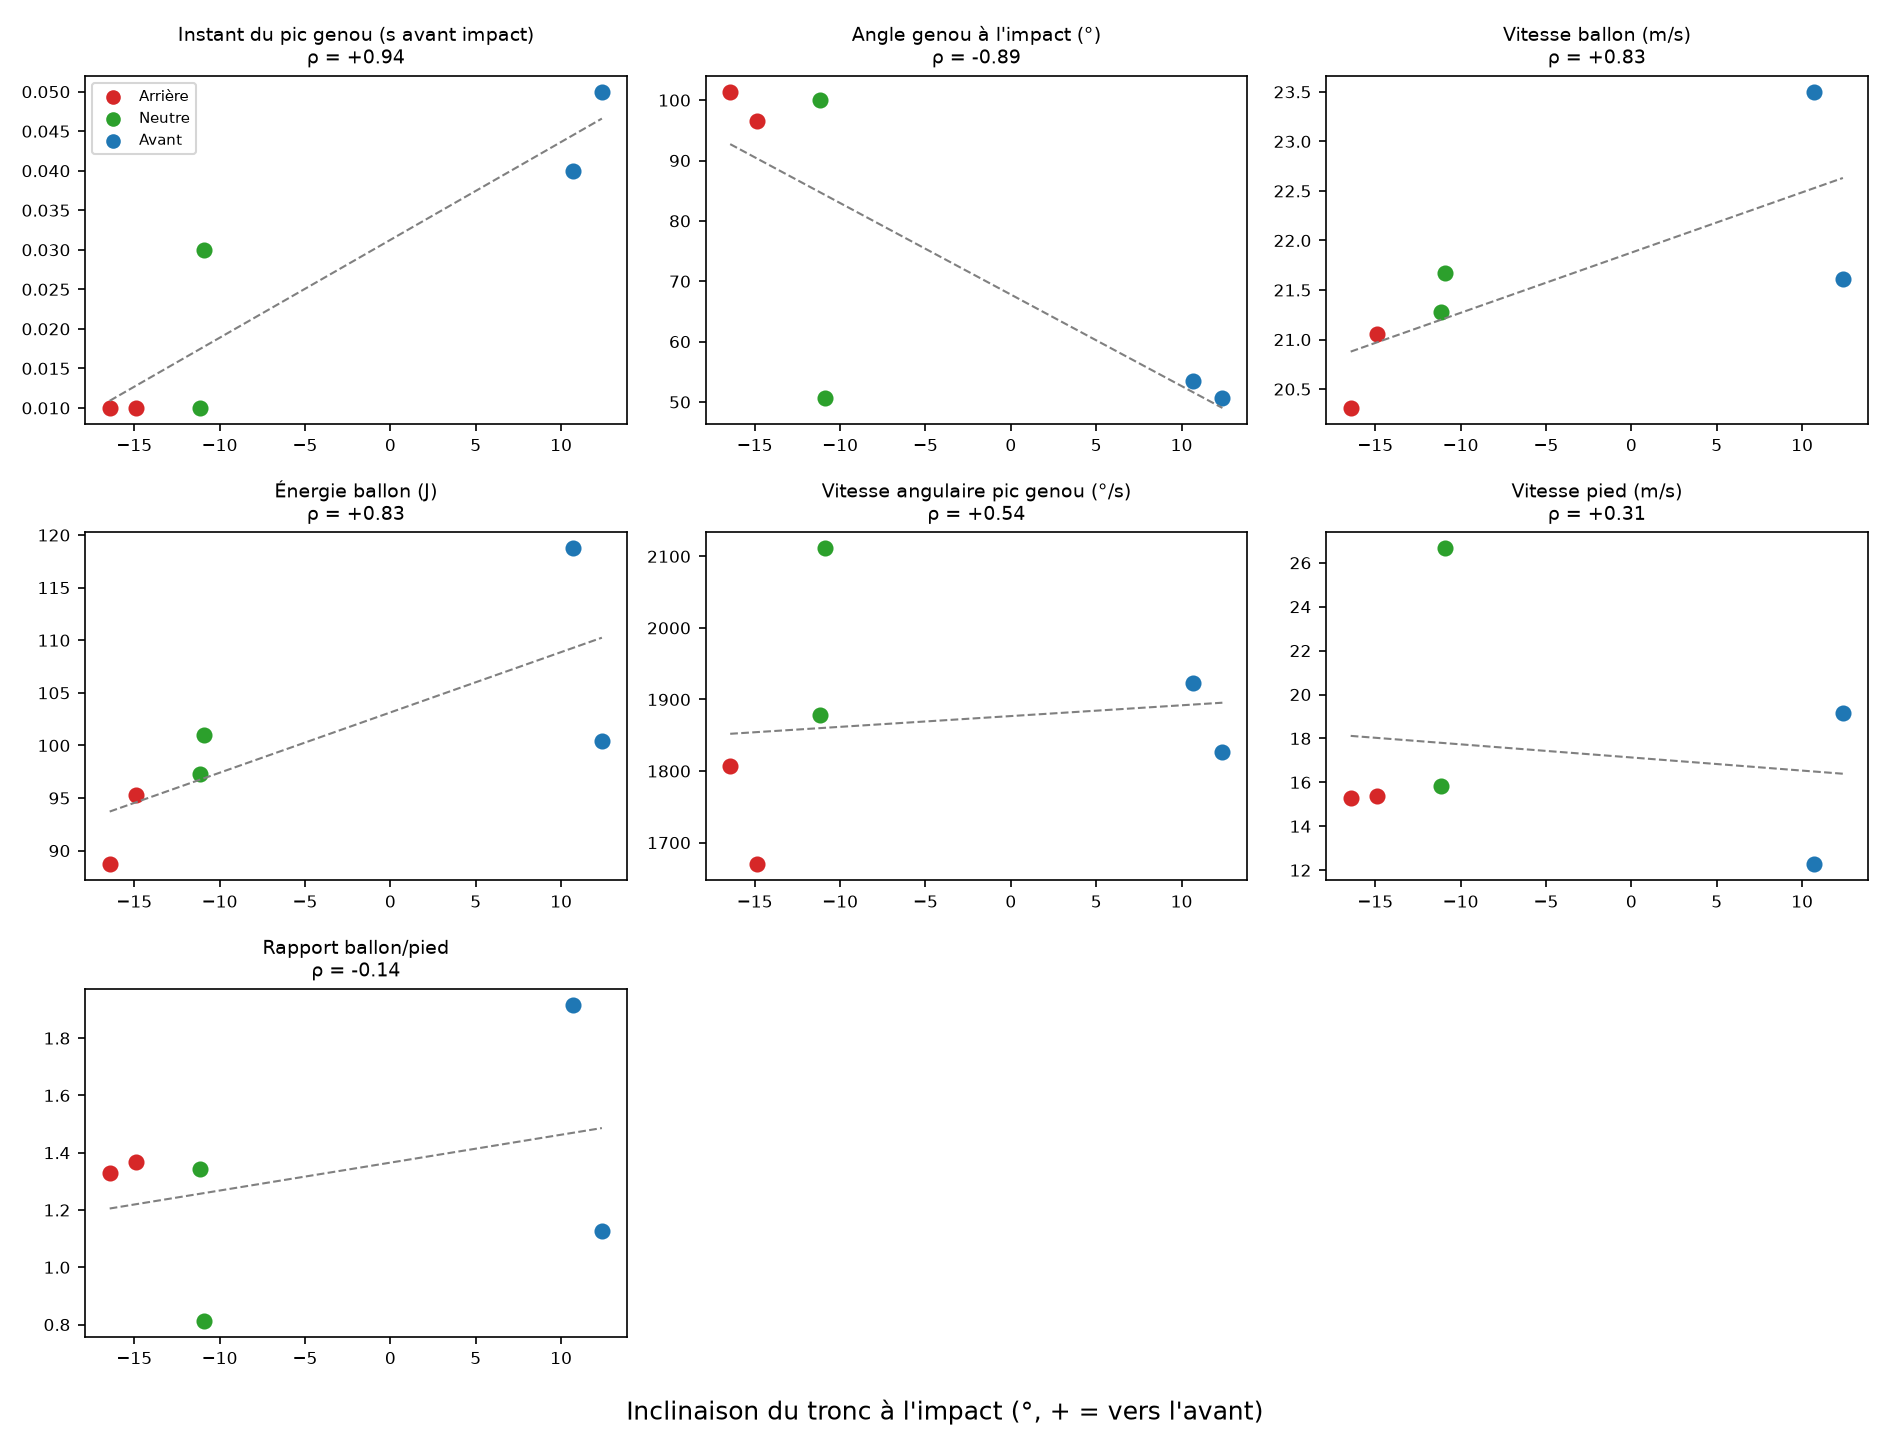 Instant du pic genou (s avant impact)
ρ = +0.94
Arrière
Neutre
Avant
0.050
0.045
0.040
0.035
0.030
0.025
0.020
0.015
0.010
−15 −10 −5 0 5 10
Angle genou à l'impact (°)
ρ = -0.89
100
90
80
70
60
50
−15 −10 −5 0 5 10
Vitesse ballon (m/s)
ρ = +0.83
23.5
23.0
22.5
22.0
21.5
21.0
20.5
−15 −10 −5 0 5 10
Énergie ballon (J)
ρ = +0.83
120
115
110
105
100
95
90
−15 −10 −5 0 5 10
Vitesse angulaire pic genou (°/s)
ρ = +0.54
2100
2000
1900
1800
1700
−15 −10 −5 0 5 10
Vitesse pied (m/s)
ρ = +0.31
26
24
22
20
18
16
14
12
−15 −10 −5 0 5 10
Rapport ballon/pied
ρ = -0.14
1.8
1.6
1.4
1.2
1.0
0.8
−15 −10 −5 0 5 10
Inclinaison du tronc à l'impact (°, + = vers l'avant)